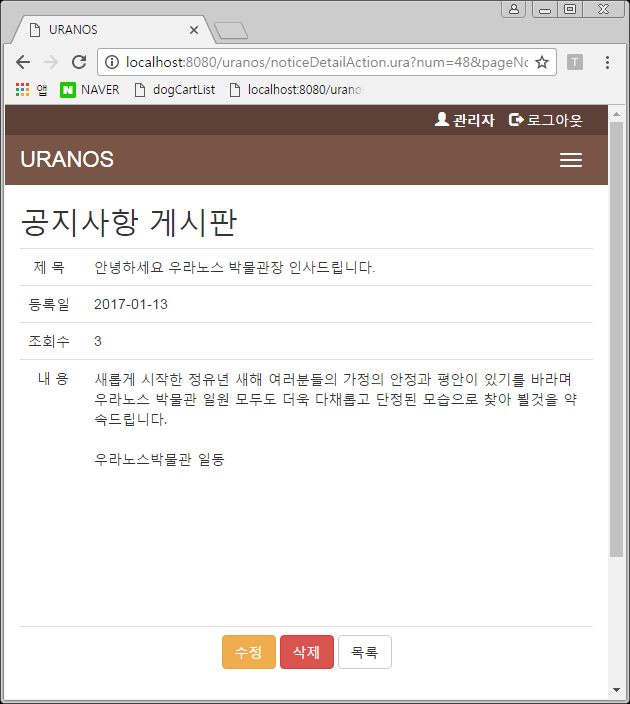 URANOS
localhost:8080/uranos/noticeDetailAction.ura?num=48&pageNo
T
앱 NAVER dogCartList localhost:8080/uranos
관리자 로그아웃
URANOS
공지사항 게시판
제 목 안녕하세요 우라노스 박물관장 인사드립니다.
등록일 2017-01-13
조회수 3
내 용 새롭게 시작한 정유년 새해 여러분들의 가정의 안정과 평안이 있기를 바라며
우라노스 박물관 일원 모두도 더욱 다채롭고 단정된 모습으로 찾아 뵐것을 약
속드립니다.
우라노스박물관 일동
수정 삭제 목록